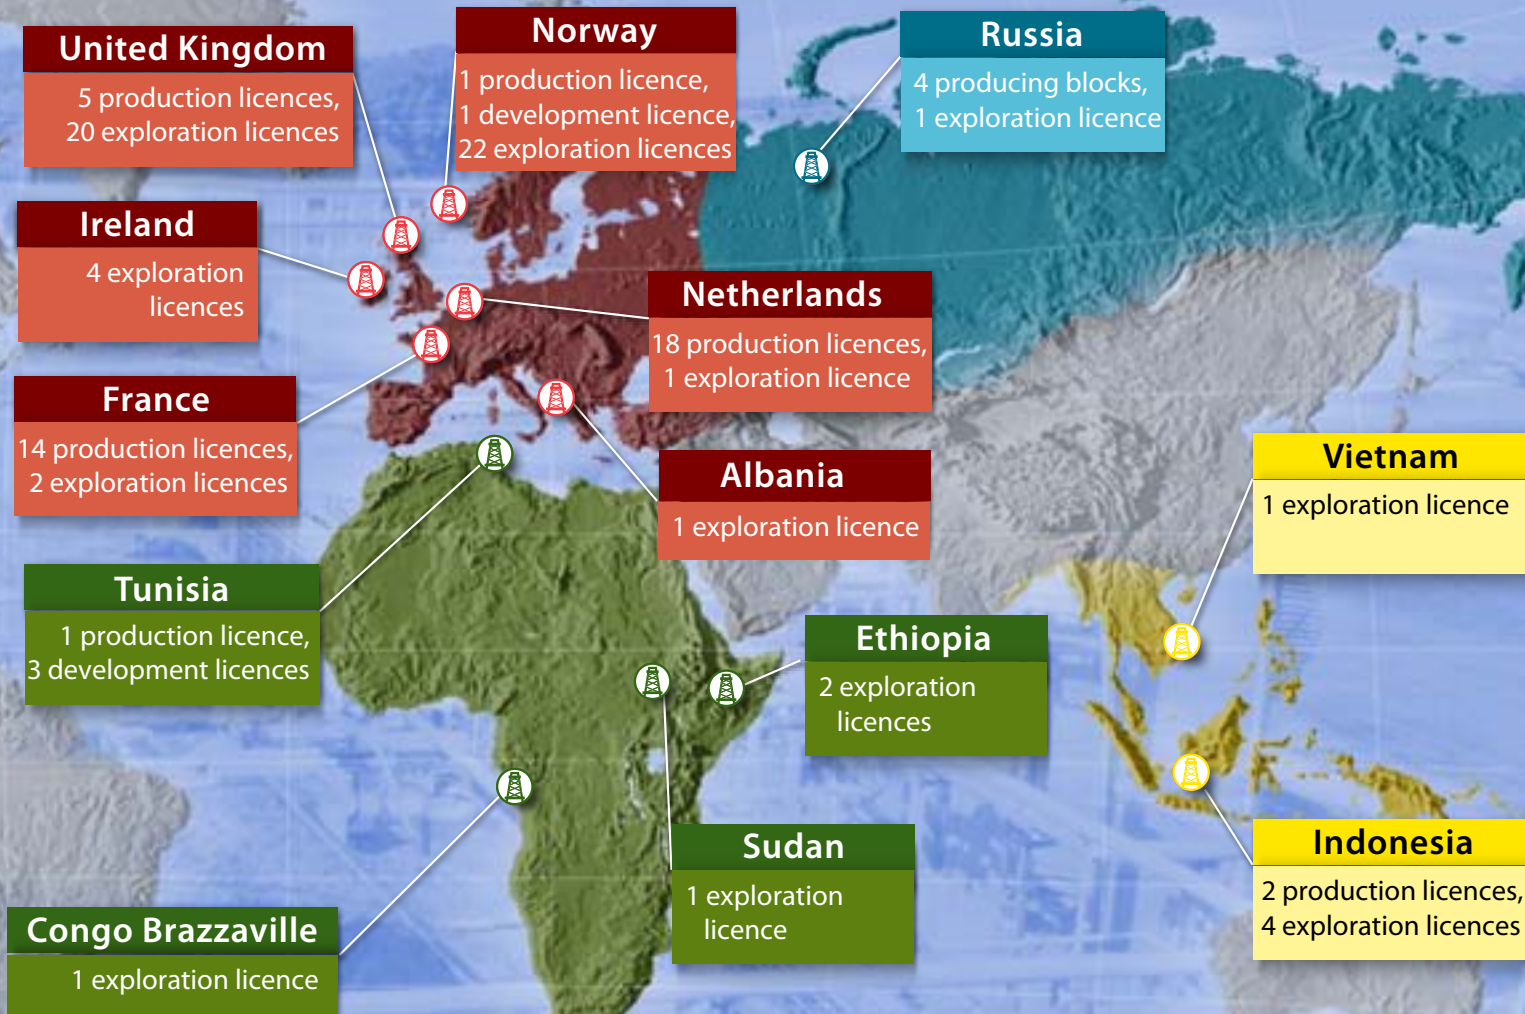 United Kingdom
5 production licences,
20 exploration licences
Norway
1 production licence,
1 development licence,
22 exploration licences
Russia
4 producing blocks,
1 exploration licence
Ireland
4 exploration
licences
Netherlands
18 production licences,
1 exploration licence
France
14 production licences,
2 exploration licences
Albania
1 exploration licence
Vietnam
1 exploration licence
Tunisia
1 production licence,
3 development licences
Ethiopia
2 exploration
licences
Sudan
1 exploration
licence
Indonesia
2 production licences,
4 exploration licences
Congo Brazzaville
1 exploration licence